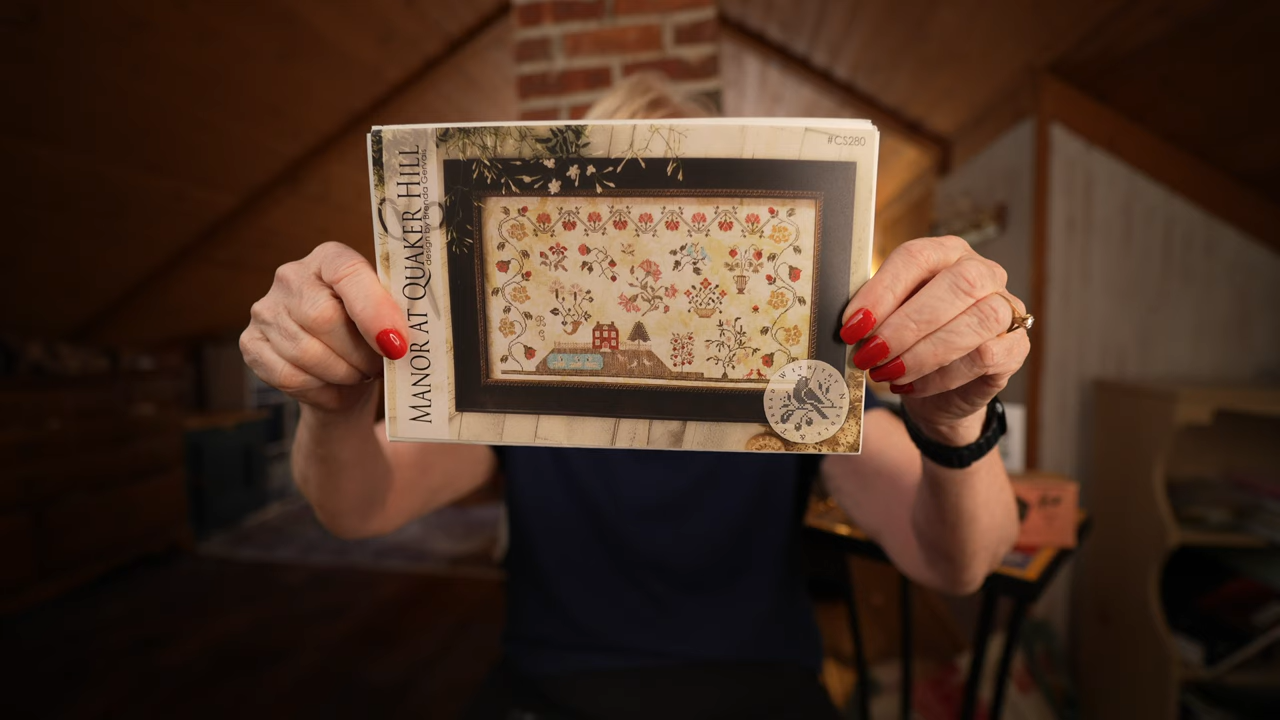 #CS280
MANOR AT QUAKER HILL
design by Brenda Gervais
WITH THY NEEDLE &